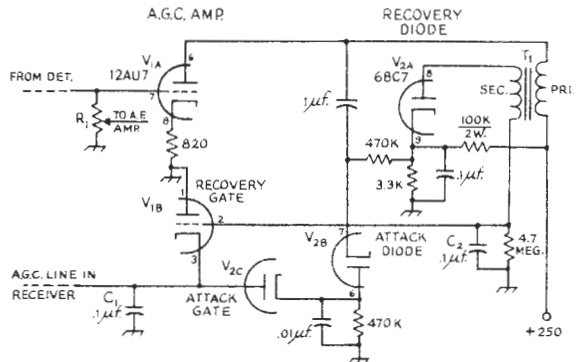 A.G.C. AMP.
RECOVERY DIODE
V1A
12AU7
6
7
8
FROM DET.
R1
TO A.F. AMP.
820
1μf.
V2A
6BC7
8
9
T1
SEC.
PRI.
100K
2W.
470K
3.3K
.1μf.
RECOVERY GATE
V1B
1
2
3
V2B
7
6
ATTACK DIODE
C2
.1μf.
4.7 MEG.
A.G.C. LINE IN RECEIVER
C1
.1μf.
ATTACK GATE
V2C
.01μf.
470K
+250